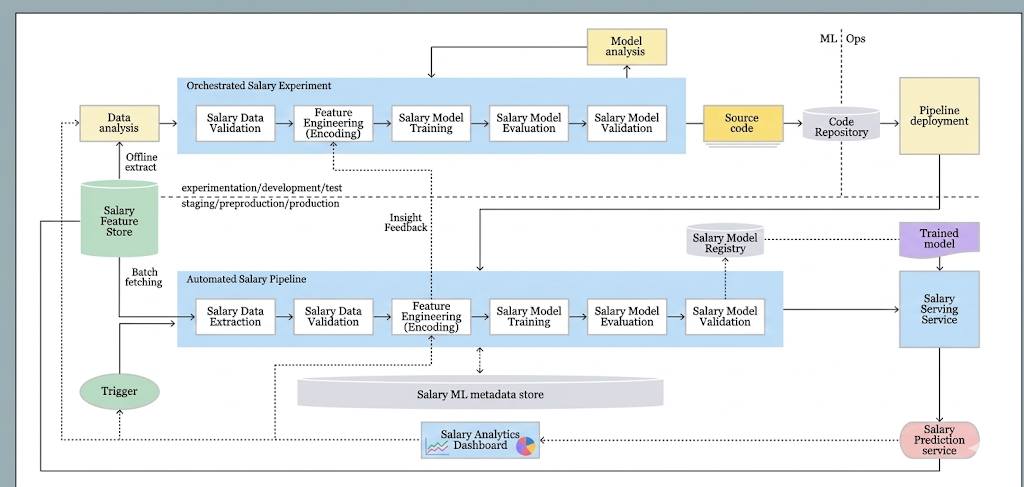 Model
analysis
ML
Ops
Orchestrated Salary Experiment
Data
analysis
Salary Data
Validation
Feature
Engineering
(Encoding)
Salary Model
Training
Salary Model
Evaluation
Salary Model
Validation
Source
code
Code
Repository
Pipeline
deployment
Offline
extract
experimentation/development/test
staging/preproduction/production
Salary
Feature
Store
Insight
Feedback
Salary Model
Registry
Trained
model
Batch
fetching
Automated Salary Pipeline
Salary Data
Extraction
Salary Data
Validation
Feature
Engineering
(Encoding)
Salary Model
Training
Salary Model
Evaluation
Salary Model
Validation
Salary
Serving
Service
Trigger
Salary ML metadata store
Salary Analytics
Dashboard
Salary
Prediction
service